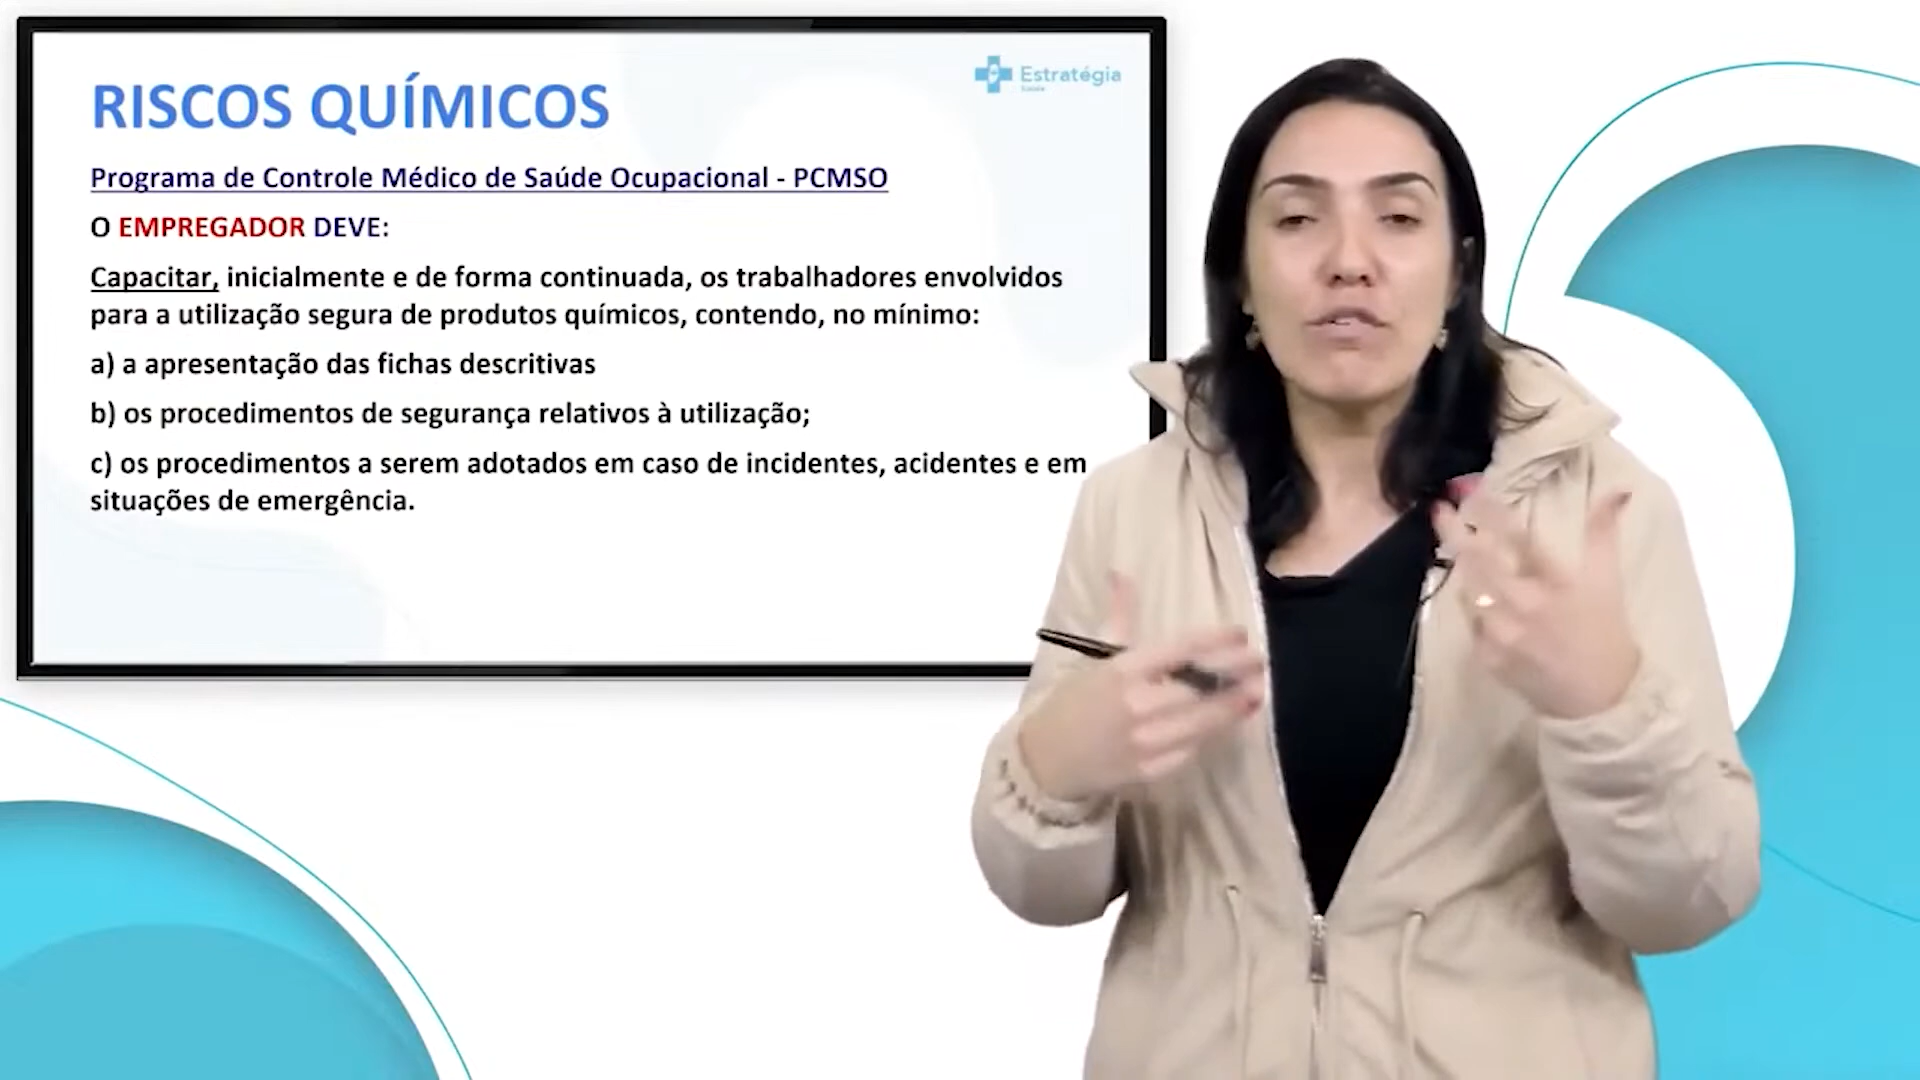 RISCOS QUÍMICOS
Estratégia
Saúde
Programa de Controle Médico de Saúde Ocupacional - PCMSO
O EMPREGADOR DEVE:
Capacitar, inicialmente e de forma continuada, os trabalhadores envolvidos
para a utilização segura de produtos químicos, contendo, no mínimo:
a) a apresentação das fichas descritivas
b) os procedimentos de segurança relativos à utilização;
c) os procedimentos a serem adotados em caso de incidentes, acidentes e em
situações de emergência.